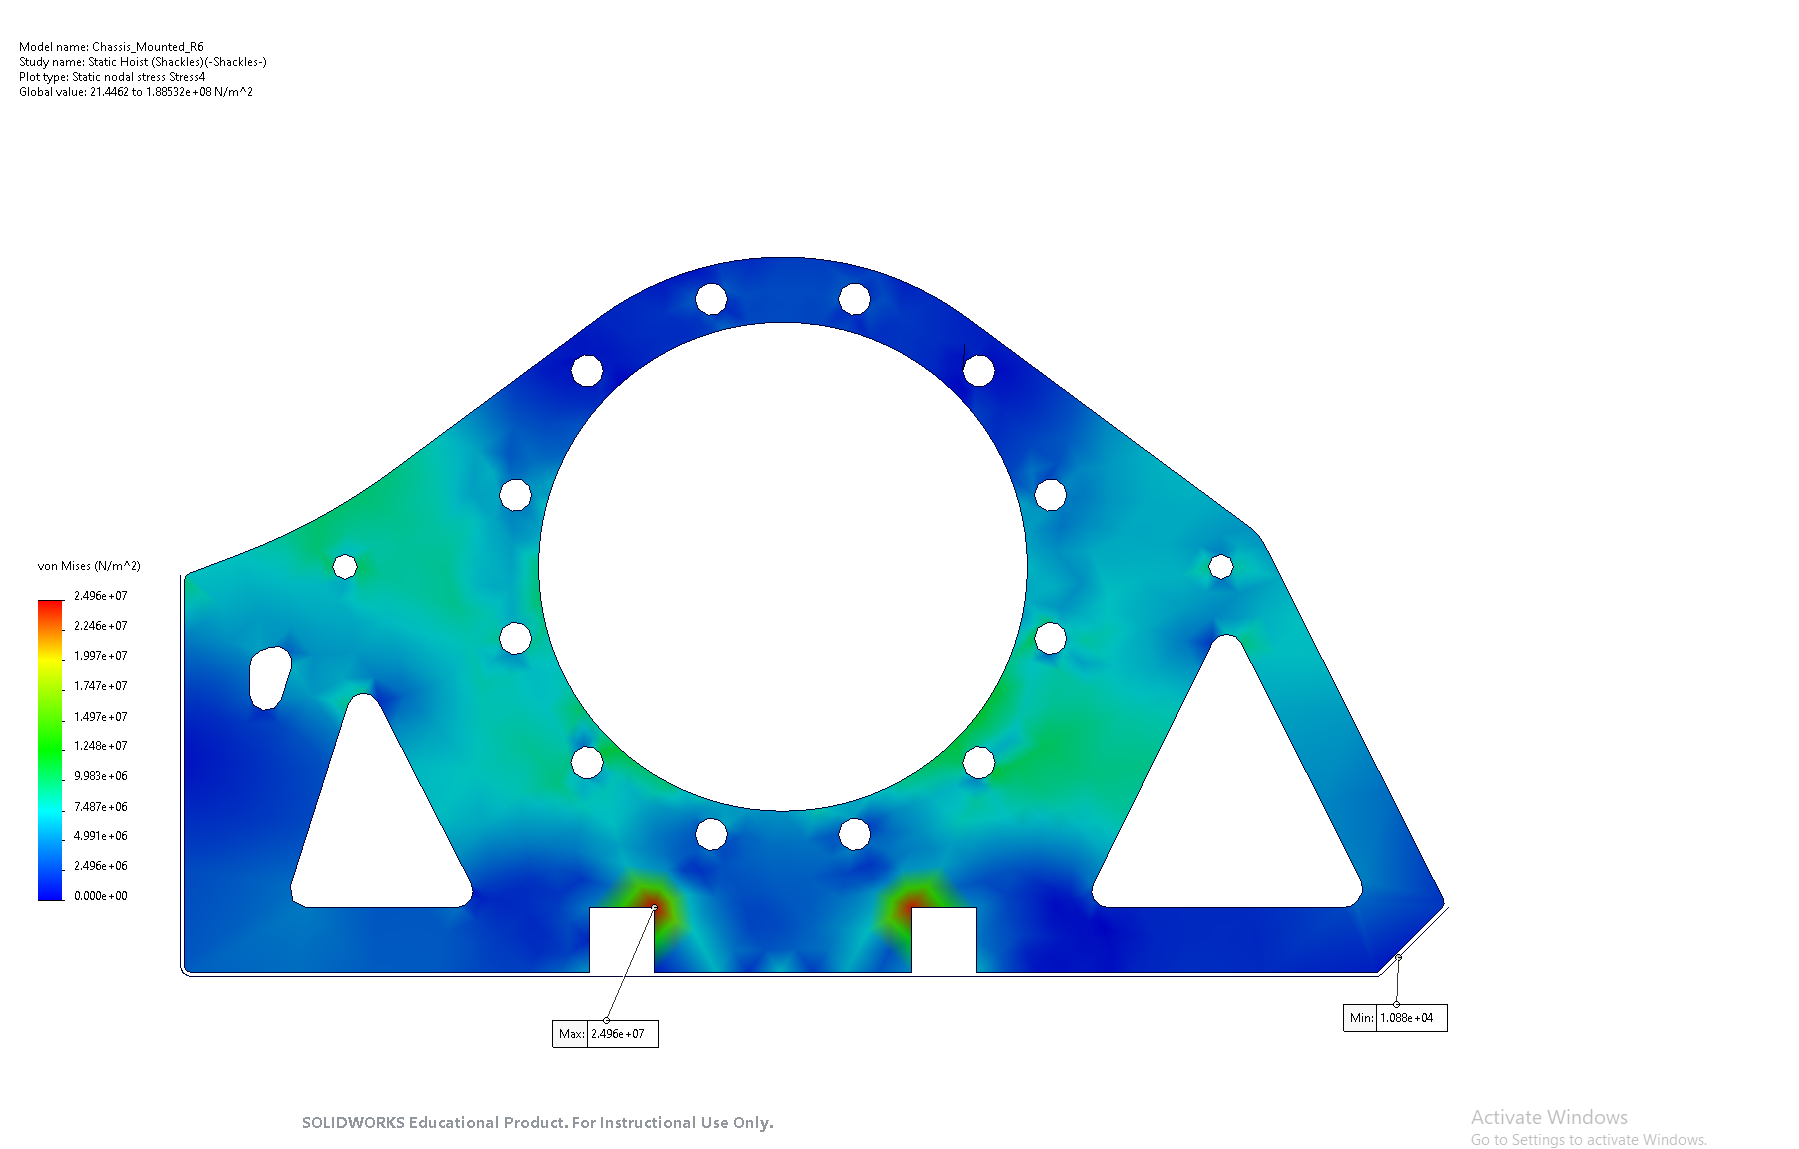 Model name: Chassis_Mounted_R6
Study name: Static Hoist (Shackles)(-Shackles-)
Plot type: Static nodal stress Stress4
Global value: 21.4462 to 1.88532e+08 N/m^2
von Mises (N/m^2)
2.496e+07
2.246e+07
1.997e+07
1.747e+07
1.497e+07
1.248e+07
9.983e+06
7.487e+06
4.991e+06
2.496e+06
0.000e+00
Max: 2.496e+07
Min: 1.088e+04
SOLIDWORKS Educational Product. For Instructional Use Only.
Activate Windows
Go to Settings to activate Windows.